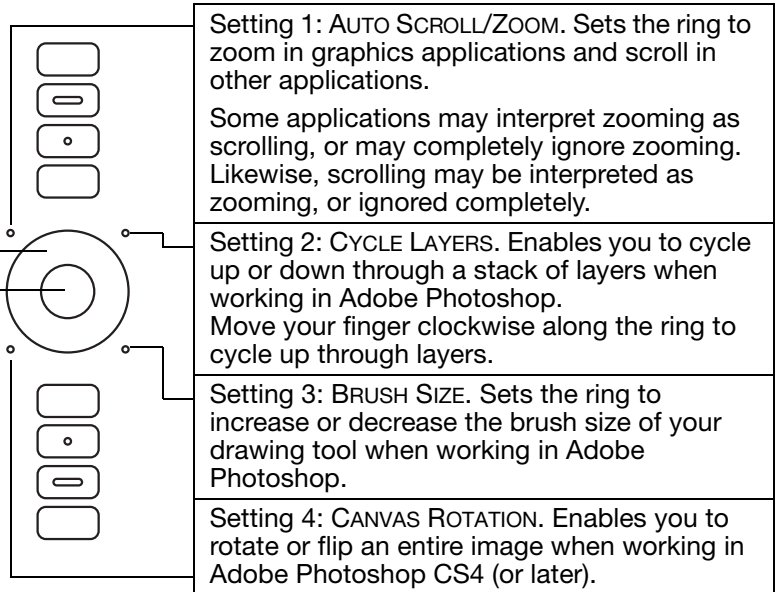 Setting 1: AUTO SCROLL/ZOOM. Sets the ring to
zoom in graphics applications and scroll in
other applications.
Some applications may interpret zooming as
scrolling, or may completely ignore zooming.
Likewise, scrolling may be interpreted as
zooming, or ignored completely.
Setting 2: CYCLE LAYERS. Enables you to cycle
up or down through a stack of layers when
working in Adobe Photoshop.
Move your finger clockwise along the ring to
cycle up through layers.
Setting 3: BRUSH SIZE. Sets the ring to
increase or decrease the brush size of your
drawing tool when working in Adobe
Photoshop.
Setting 4: CANVAS ROTATION. Enables you to
rotate or flip an entire image when working in
Adobe Photoshop CS4 (or later).